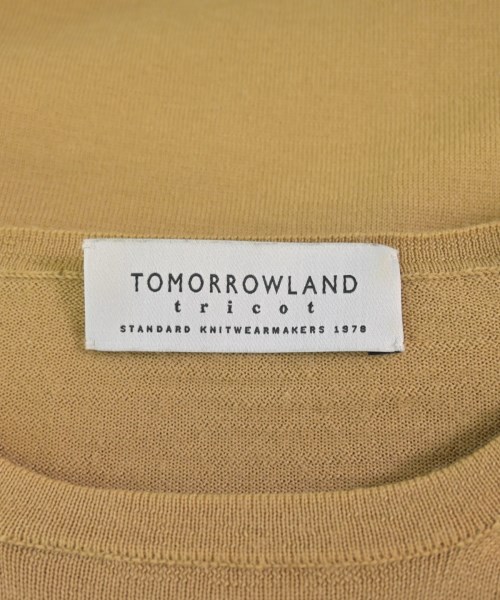 TOMORROWLAND
tricot
STANDARD KNITWEARMAKERS 1978